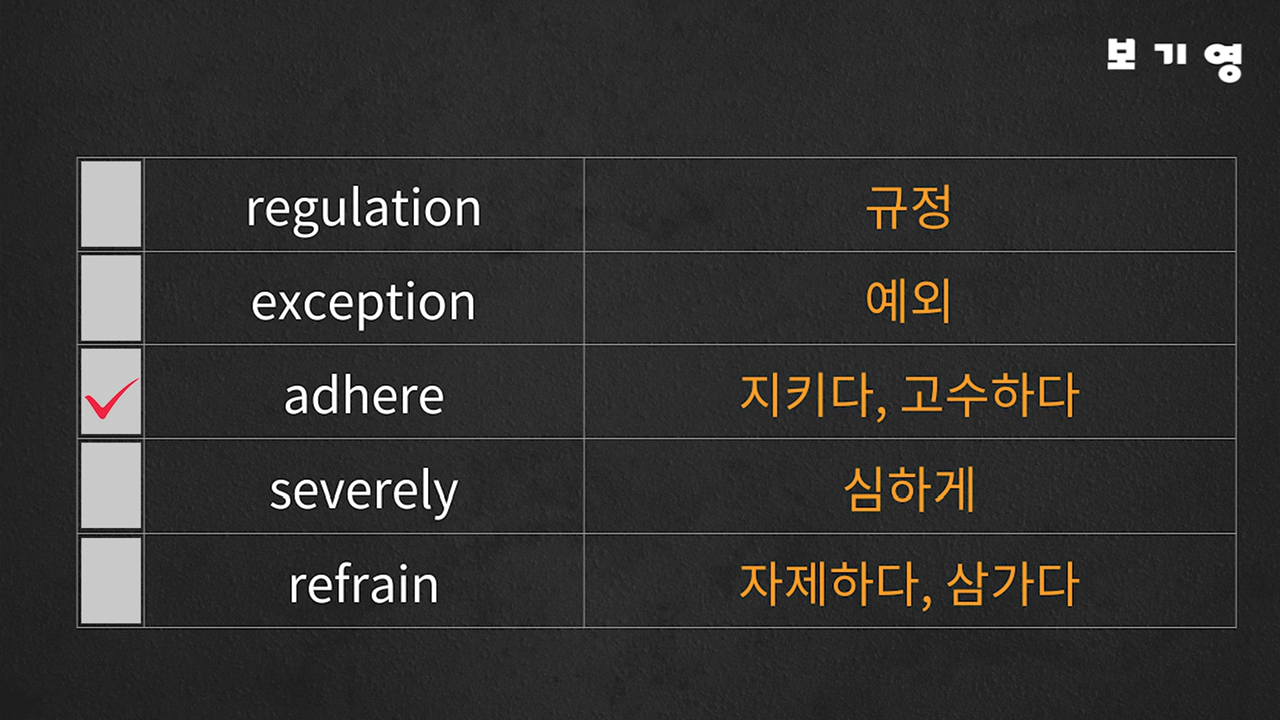 보기영
regulation 규정
exception 예외
adhere 지키다, 고수하다
severely 심하게
refrain 자제하다, 삼가다